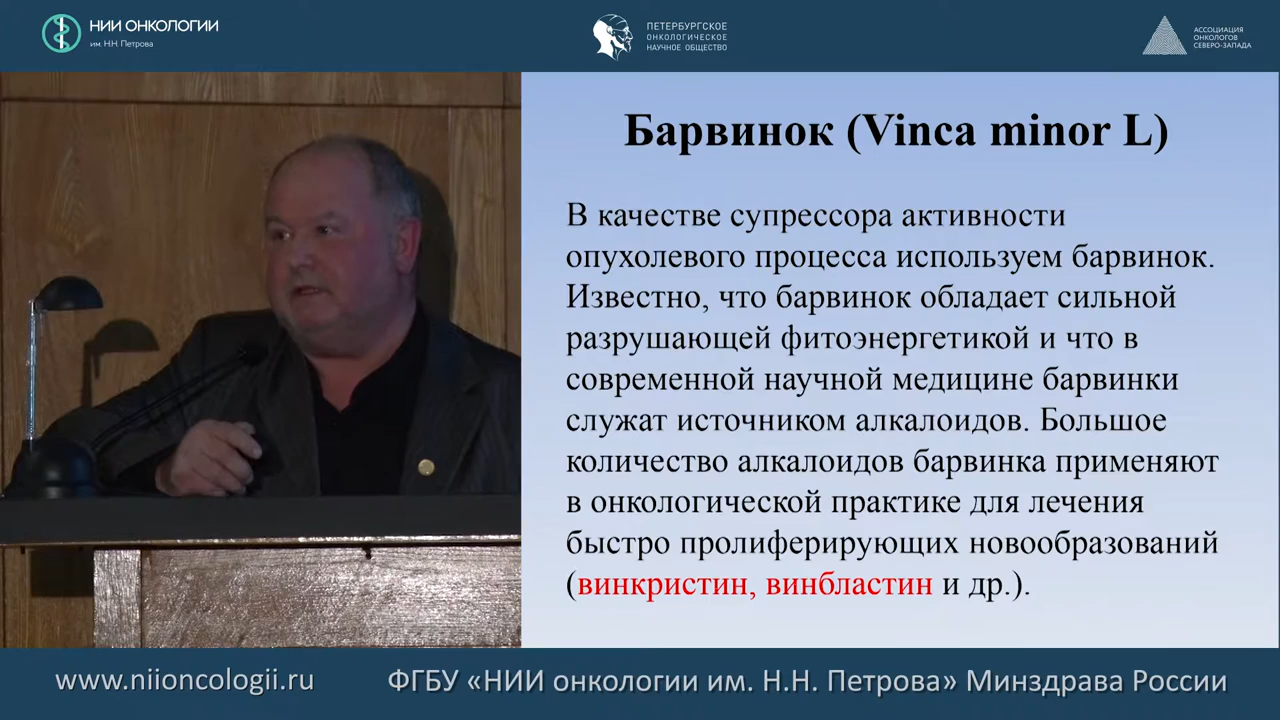 НИИ ОНКОЛОГИИ
им. Н.Н. Петрова
ПЕТЕРБУРГСКОЕ
ОНКОЛОГИЧЕСКОЕ
НАУЧНОЕ ОБЩЕСТВО
АССОЦИАЦИЯ
ОНКОЛОГОВ
СЕВЕРО-ЗАПАДА
Барвинок (Vinca minor L)
В качестве супрессора активности
опухолевого процесса используем барвинок.
Известно, что барвинок обладает сильной
разрушающей фитоэнергетикой и что в
современной научной медицине барвинки
служат источником алкалоидов. Большое
количество алкалоидов барвинка применяют
в онкологической практике для лечения
быстро пролиферирующих новообразований
(винкристин, винбластин и др.).
www.niioncologii.ru
ФГБУ «НИИ онкологии им. Н.Н. Петрова» Минздрава России